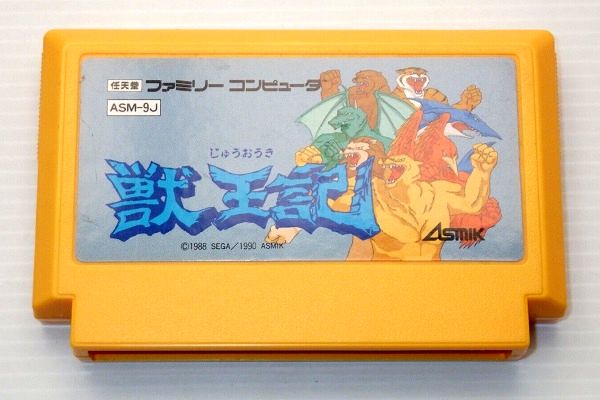 任天堂 ファミリー コンピュータ
ASM-9J
じゅうおうき
獣王記
©1988 SEGA/1990 ASMIK
ASMIK